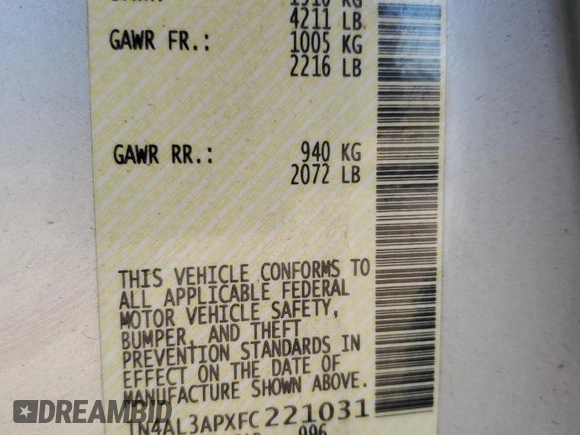 4211 LB
GAWR FR.: 1005 KG
2216 LB
GAWR RR.: 940 KG
2072 LB
THIS VEHICLE CONFORMS TO
ALL APPLICABLE FEDERAL
MOTOR VEHICLE SAFETY,
BUMPER, AND THEFT
PREVENTION STANDARDS IN
EFFECT ON THE DATE OF
MANUFACTURE SHOWN ABOVE.
1N4AL3APXFC221031
DREAMBID